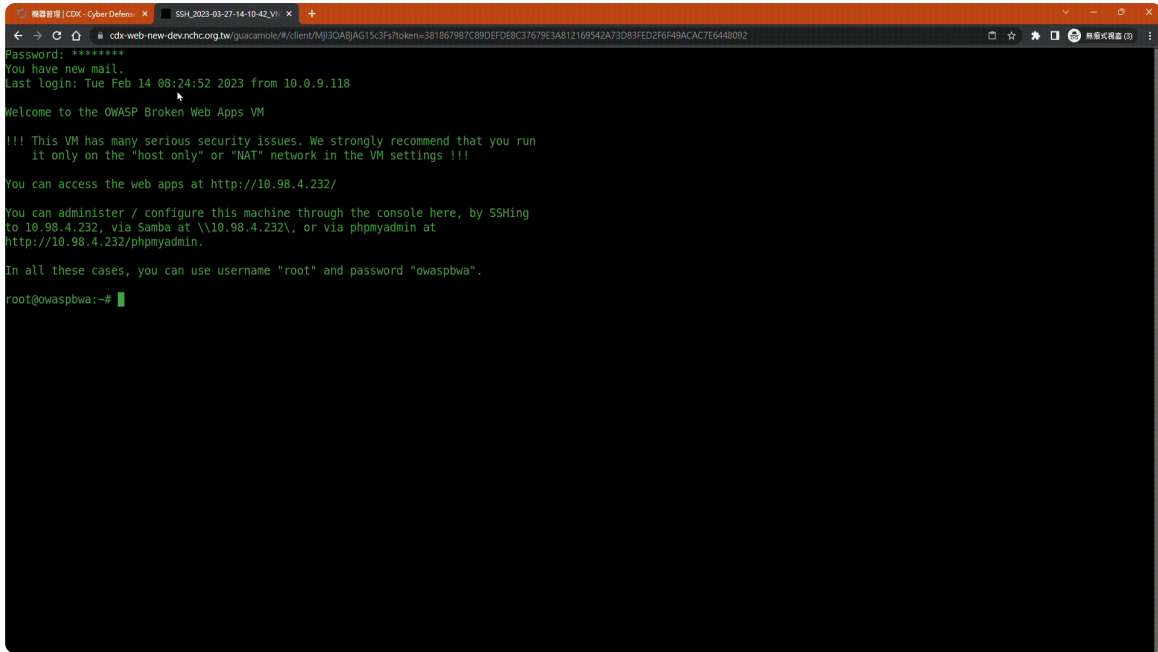 機器管理 | CDX - Cyber Defens
SSH_2023-03-27-14-10-42_VM
cdx-web-new-dev.nchc.org.tw/guacamole/#/client/MjI3OABjAG15c3Fs?token=381867987C89DEFDE8C37679E3A812169542A73D83FED2F6F49ACAC7E6448092
無痕式視窗 (3)
Password: ********
You have new mail.
Last login: Tue Feb 14 08:24:52 2023 from 10.0.9.118
Welcome to the OWASP Broken Web Apps VM
!!! This VM has many serious security issues. We strongly recommend that you run
it only on the "host only" or "NAT" network in the VM settings !!!
You can access the web apps at http://10.98.4.232/
You can administer / configure this machine through the console here, by SSHing
to 10.98.4.232, via Samba at \\10.98.4.232\, or via phpmyadmin at
http://10.98.4.232/phpmyadmin.
In all these cases, you can use username "root" and password "owaspbwa".
root@owaspbwa:~#